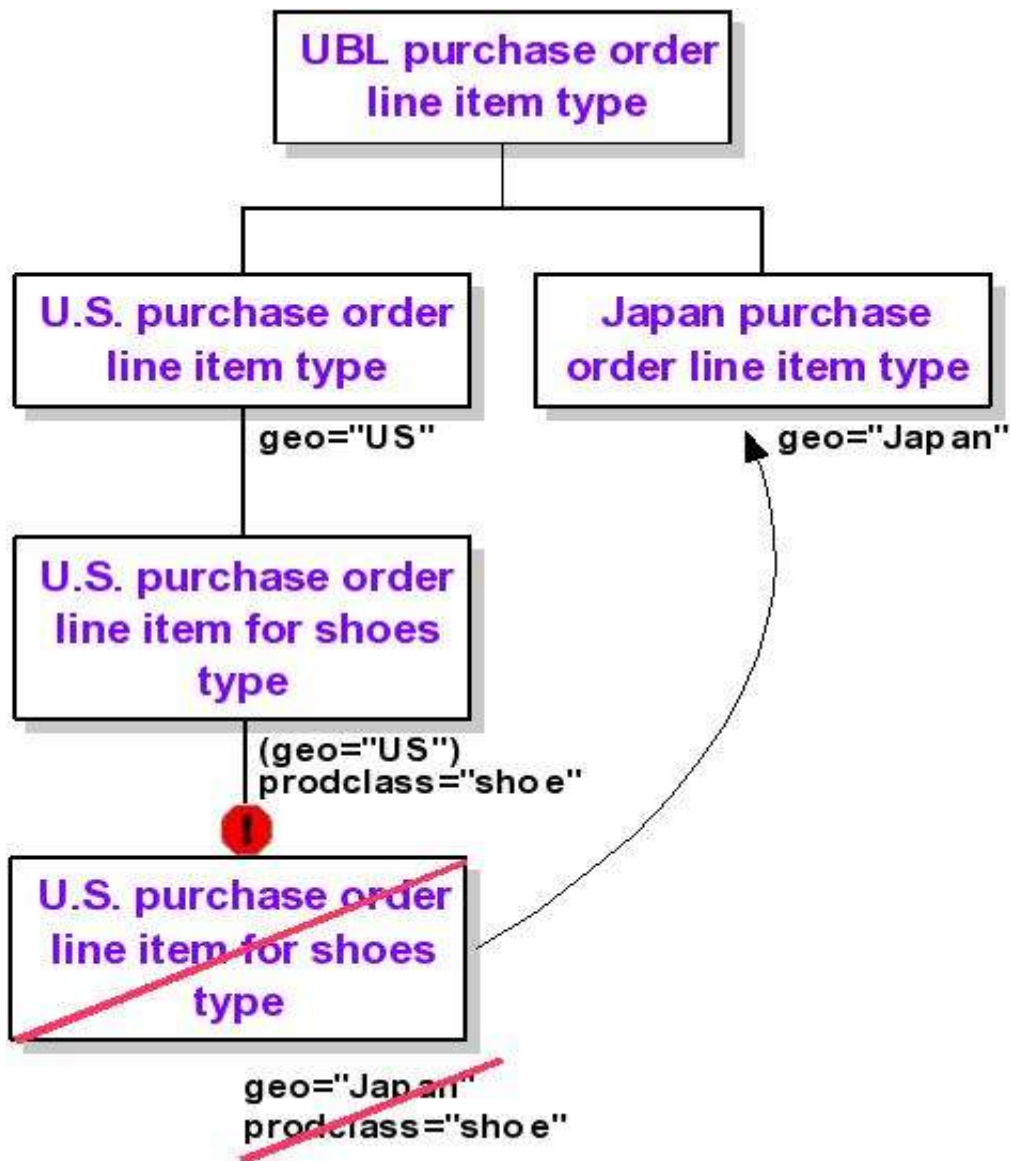 UBL purchase order
line item type
U.S. purchase order
line item type
Japan purchase
order line item type
geo="US"
geo="Japan"
U.S. purchase order
line item for shoes
type
(geo="US")
prodclass="shoe"
!
U.S. purchase order
line item for shoes
type
geo="Japan"
prodclass="shoe"